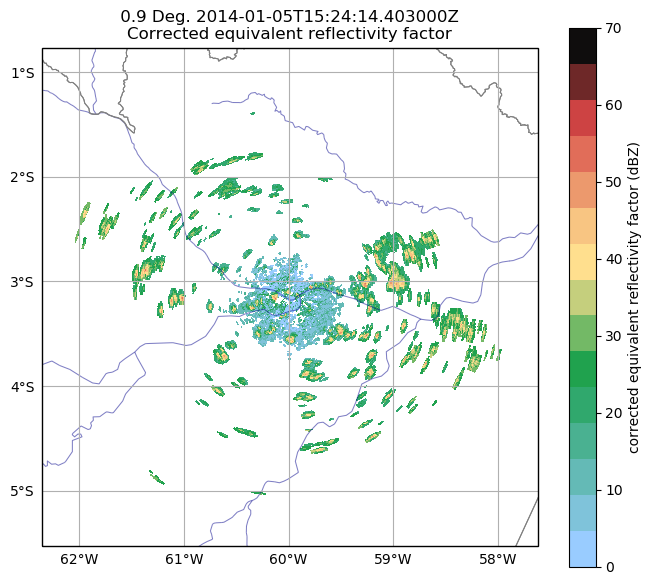 0.9 Deg. 2014-01-05T15:24:14.403000Z
Corrected equivalent reflectivity factor
1°S
2°S
3°S
4°S
5°S
62°W
61°W
60°W
59°W
58°W
70
60
50
40
30
20
10
0
corrected equivalent reflectivity factor (dBZ)